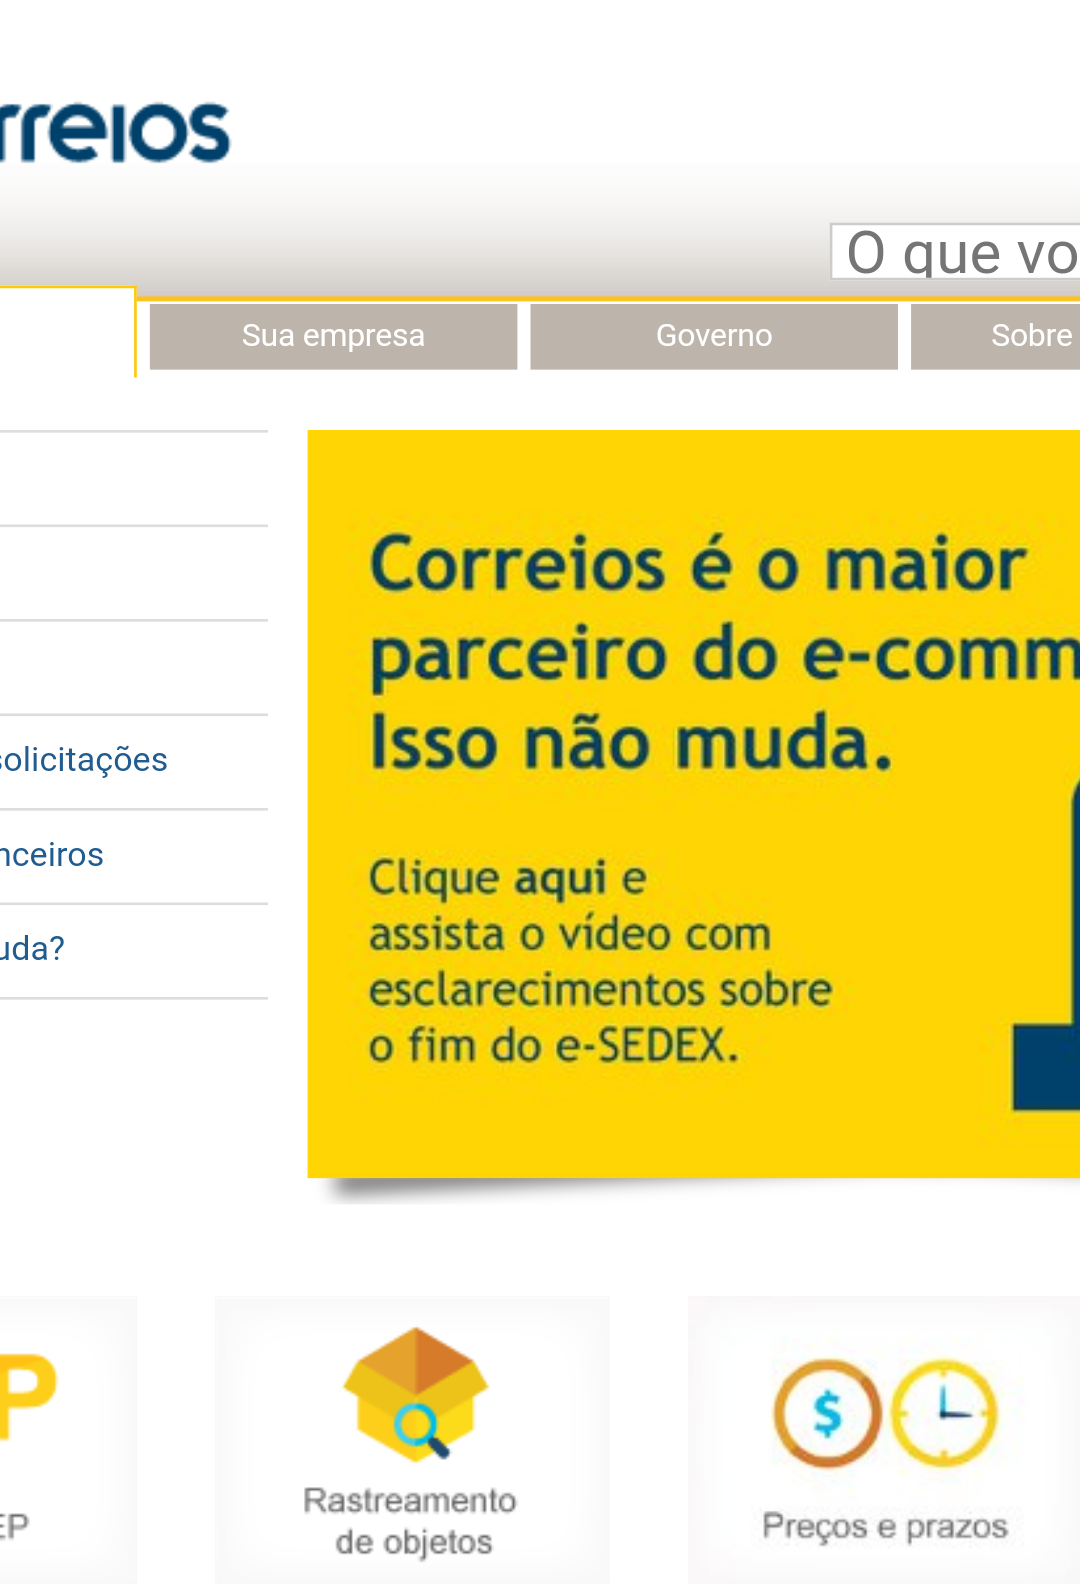 rreios
O que vo
Sua empresa
Governo
Sobre
Correios é o maior
parceiro do e-comm
Isso não muda.
Clique aqui e
assista o vídeo com
esclarecimentos sobre
o fim do e-SEDEX.
solicitações
nceiros
uda?
P
EP
Rastreamento
de objetos
$
Preços e prazos